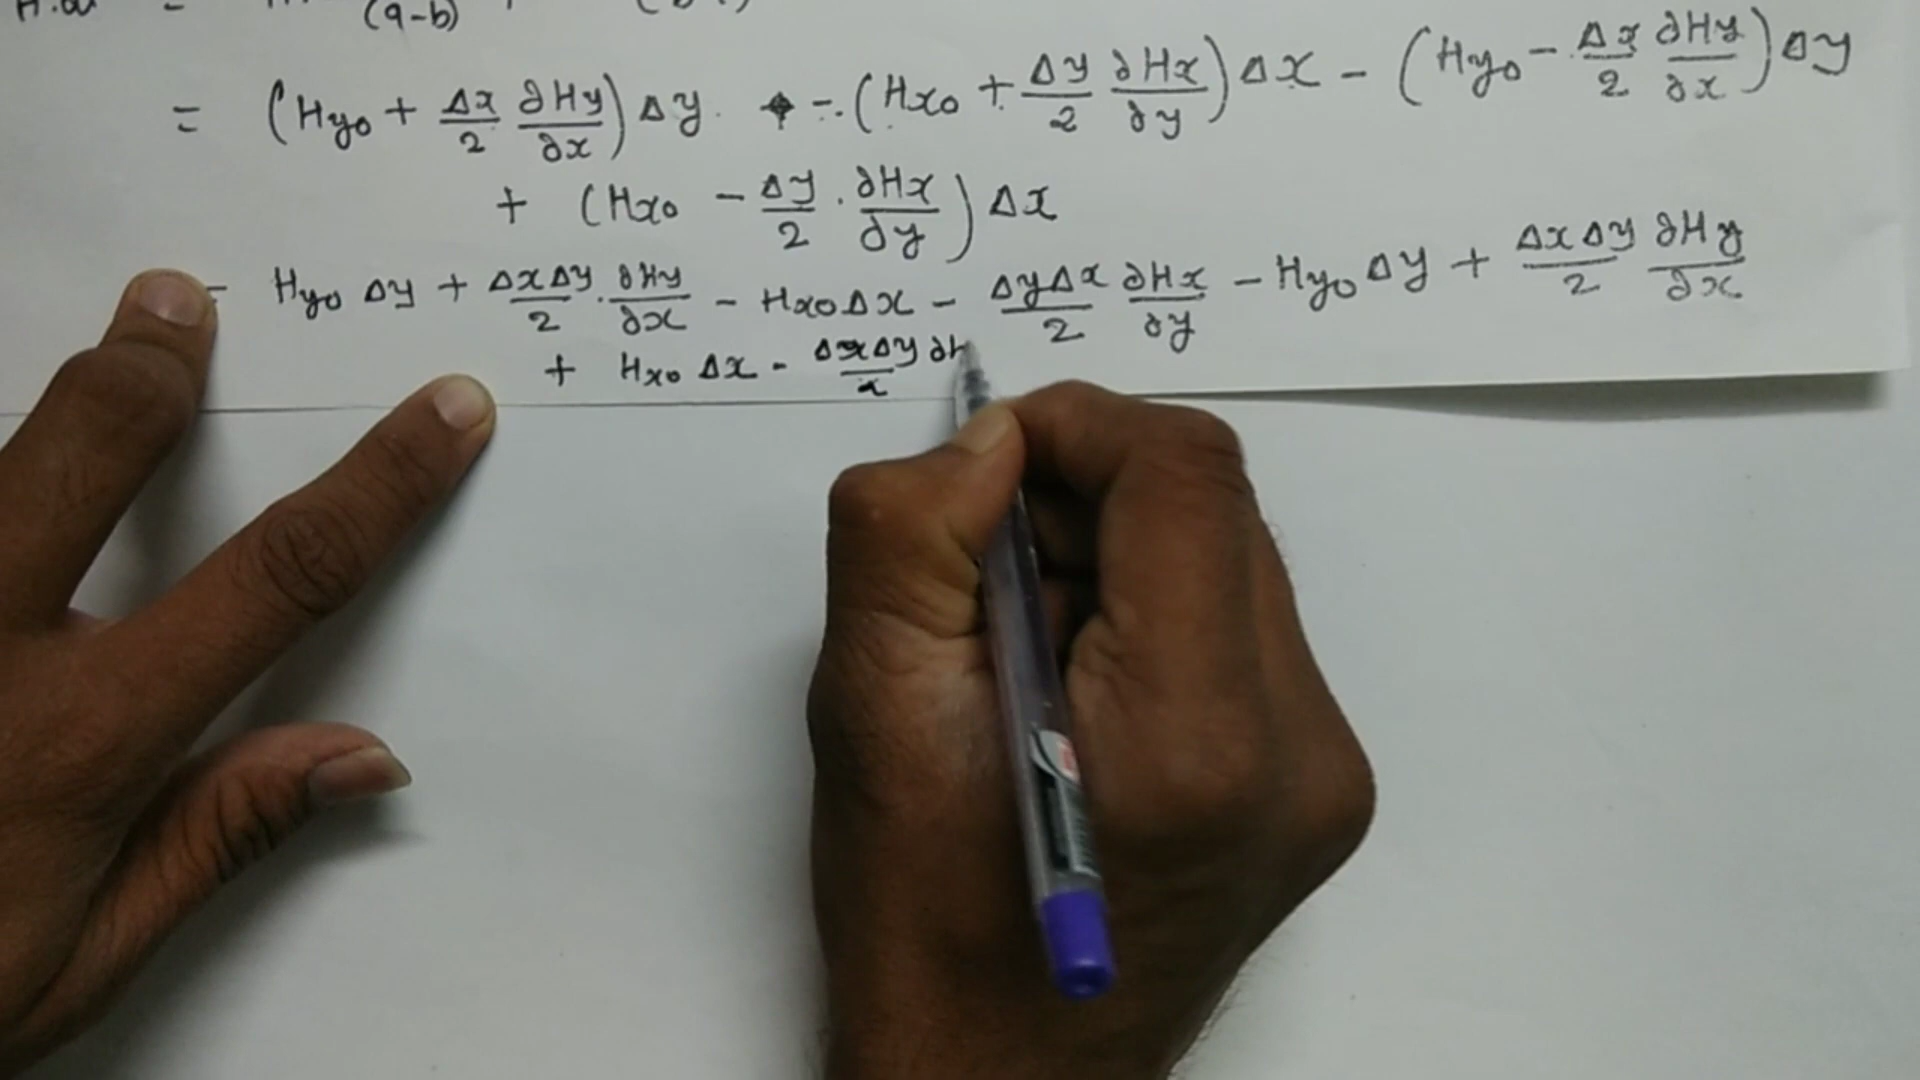 (a-b)
= (Hy0 + Δx/2 ∂Hy/∂x) Δy - (Hx0 + Δy/2 ∂Hx/∂y) Δx - (Hy0 - Δx/2 ∂Hy/∂x) Δy
+ (Hx0 - Δy/2 . ∂Hx/∂y) Δx
Hy0 Δy + ΔxΔy/2 . ∂Hy/∂x - Hx0 Δx - ΔyΔx/2 ∂Hx/∂y - Hy0 Δy + ΔxΔy/2 ∂Hy/∂x
+ Hx0 Δx - ΔxΔy/2 ∂H